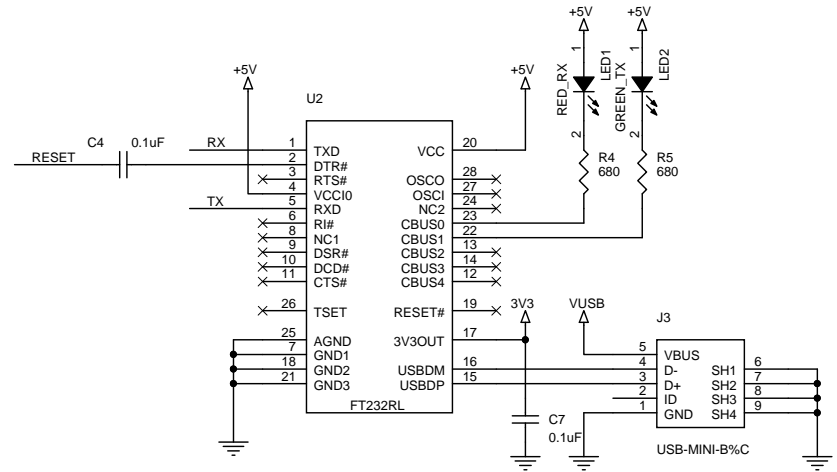 +5V
+5V
+5V
+5V
U2
1
1
RED_RX
LED1
GREEN_TX
LED2
2
2
C4
0.1uF
RESET
RX
TX
R4
680
R5
680
1 TXD
2 DTR#
3 RTS#
4 VCCI0
5 RXD
6 RI#
8 NC1
9 DSR#
10 DCD#
11 CTS#
26 TSET
25 AGND
7 GND1
18 GND2
21 GND3
VCC 20
OSCO 28
OSCI 27
NC2 24
CBUS0 23
CBUS1 22
CBUS2 13
CBUS3 14
CBUS4 12
RESET# 19
3V3OUT 17
USBDM 16
USBDP 15
FT232RL
3V3
VUSB
C7
0.1uF
J3
5 VBUS
4 D-
3 D+
2 ID
1 GND
SH1 6
SH2 7
SH3 8
SH4 9
USB-MINI-B%C